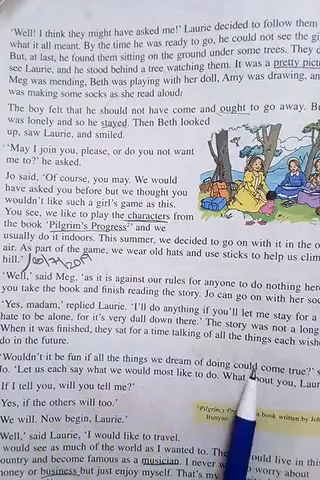 'Well! I think they might have asked me!' Laurie decided to follow them
what it all meant. By the time he was ready to go, he could not see the gi
But, at last, he found them sitting on the ground under some trees. They d
see Laurie, and he stood behind a tree watching them. It was a pretty pict
Meg was mending, Beth was playing with her doll, Amy was drawing, an
was making some socks as she read aloud.
The boy felt that he should not have come and ought to go away. B
was lonely and so he stayed. Then Beth looked
up, saw Laurie, and smiled.
'May I join you, please, or do you not want
me to?' he asked.
Jo said, 'Of course, you may. We would
have asked you before but we thought you
wouldn't like such a girl's game as this.
You see, we like to play the characters from
the book 'Pilgrim's Progress' and we
usually do it indoors. This summer, we decided to go on with it in the o
air. As part of the game, we wear old hats and use sticks to help us clim
hill.'
'Well,' said Meg, 'as it is against our rules for anyone to do nothing here
you take the book and finish reading the story. Jo can go on with her soc
'Yes, madam,' replied Laurie. 'I'll do anything if you'll let me stay for a
hate to be alone, for it's very dull down there.' The story was not a long
When it was finished, they sat for a time talking of all the things each wishe
do in the future.
'Wouldn't it be fun if all the things we dream of doing could come true?' s
Jo. 'Let us each say what we would most like to do. What about you, Laur
If I tell you, will you tell me?'
Yes, if the others will too.'
'Pilgrim's Pr a book written by Joh
Bunyan
We will. Now begin, Laurie.'
Well,' said Laurie, 'I would like to travel.
would see as much of the world as I wanted to. The ould live in this
ountry and become famous as a musician. I never w o worry about
noney or business but just enjoy myself. That's my